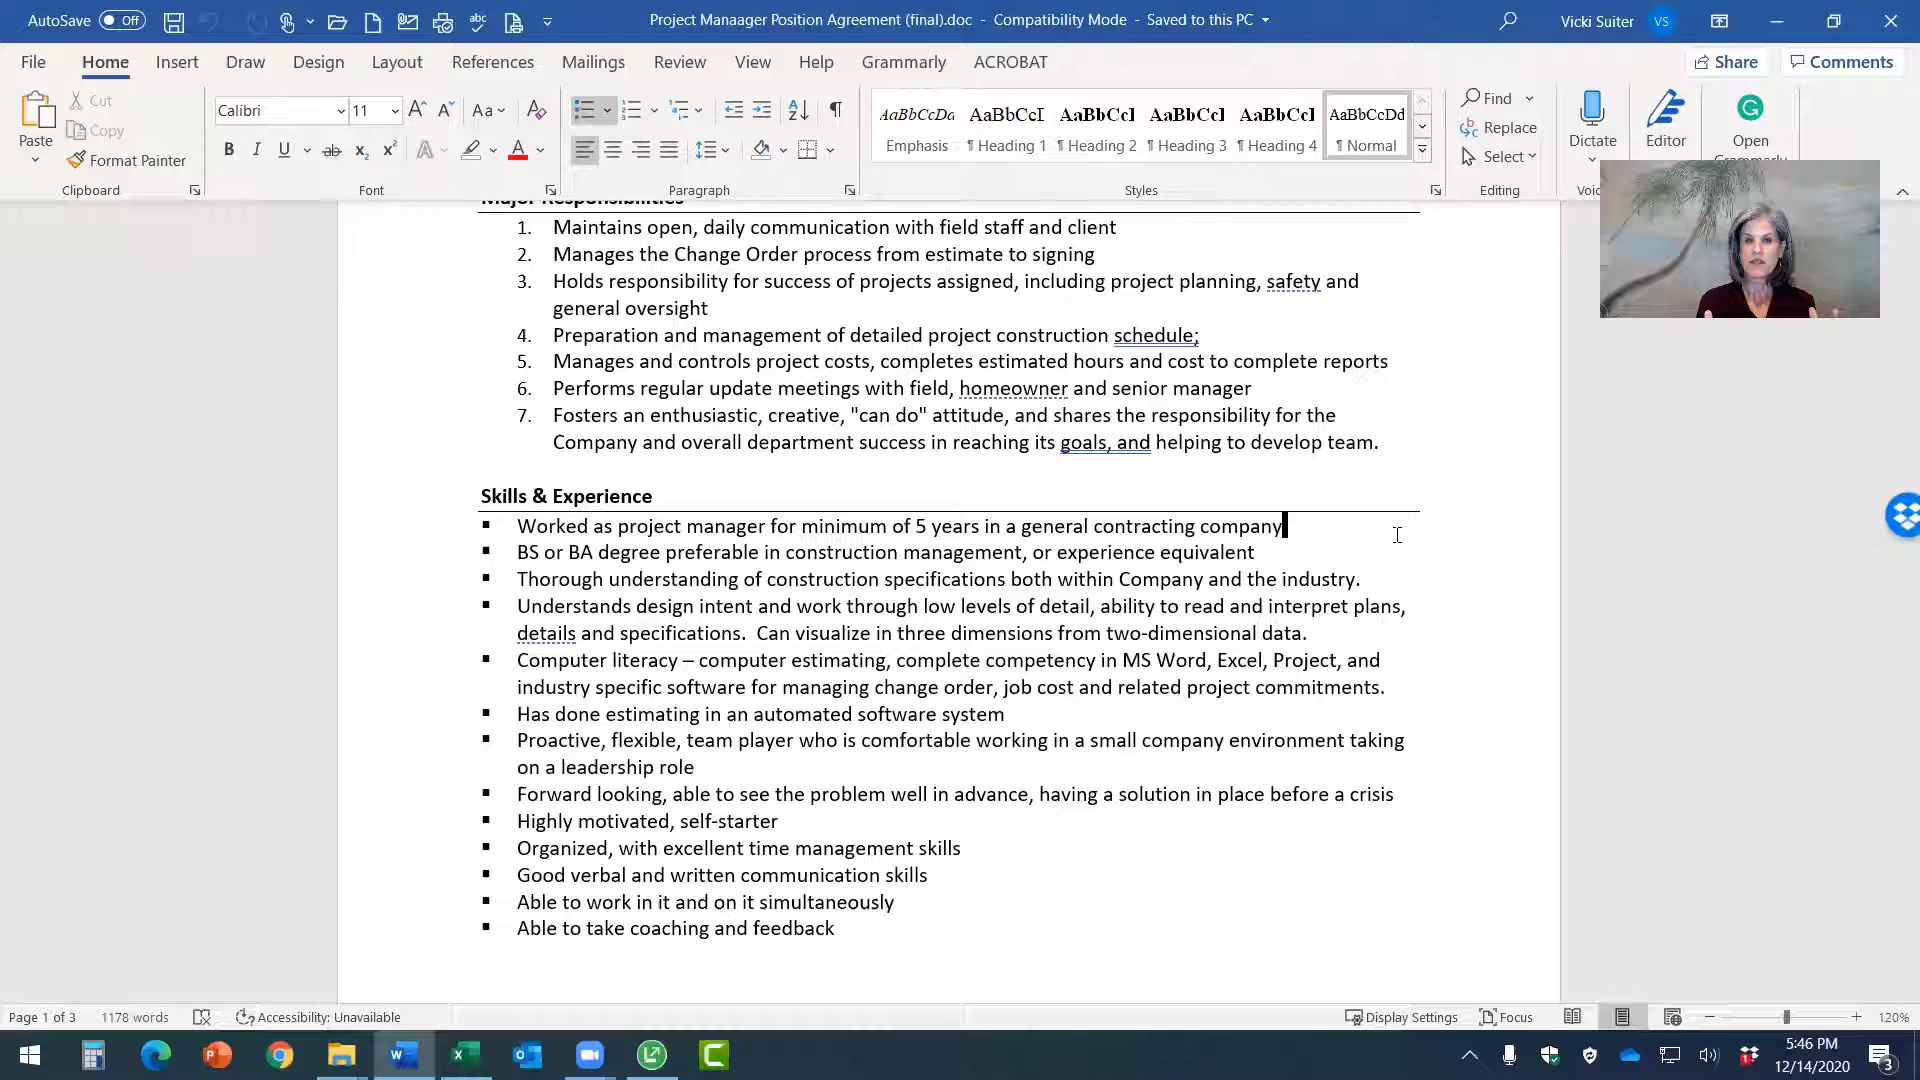 AutoSave Off Project Manaager Position Agreement (final).doc - Compatibility Mode - Saved to this PC Vicki Suiter VS
File Home Insert Draw Design Layout References Mailings Review View Help Grammarly ACROBAT Share Comments
Paste Cut Copy Format Painter
Clipboard
Calibri 11
Font
Paragraph
AaBbCcDd AaBbCcI AaBbCcI AaBbCcI AaBbCcI AaBbCcDd
Emphasis ¶ Heading 1 ¶ Heading 2 ¶ Heading 3 ¶ Heading 4 ¶ Normal
Styles
Find
Replace
Select
Editing
Dictate Editor Open
Major Responsibilities
1. Maintains open, daily communication with field staff and client
2. Manages the Change Order process from estimate to signing
3. Holds responsibility for success of projects assigned, including project planning, safety and
general oversight
4. Preparation and management of detailed project construction schedule;
5. Manages and controls project costs, completes estimated hours and cost to complete reports
6. Performs regular update meetings with field, homeowner and senior manager
7. Fosters an enthusiastic, creative, "can do" attitude, and shares the responsibility for the
Company and overall department success in reaching its goals, and helping to develop team.
Skills & Experience
▪ Worked as project manager for minimum of 5 years in a general contracting company
▪ BS or BA degree preferable in construction management, or experience equivalent
▪ Thorough understanding of construction specifications both within Company and the industry.
▪ Understands design intent and work through low levels of detail, ability to read and interpret plans,
details and specifications. Can visualize in three dimensions from two-dimensional data.
▪ Computer literacy – computer estimating, complete competency in MS Word, Excel, Project, and
industry specific software for managing change order, job cost and related project commitments.
▪ Has done estimating in an automated software system
▪ Proactive, flexible, team player who is comfortable working in a small company environment taking
on a leadership role
▪ Forward looking, able to see the problem well in advance, having a solution in place before a crisis
▪ Highly motivated, self-starter
▪ Organized, with excellent time management skills
▪ Good verbal and written communication skills
▪ Able to work in it and on it simultaneously
▪ Able to take coaching and feedback
Page 1 of 3 1178 words Accessibility: Unavailable Display Settings Focus 120%
5:46 PM
12/14/2020
3